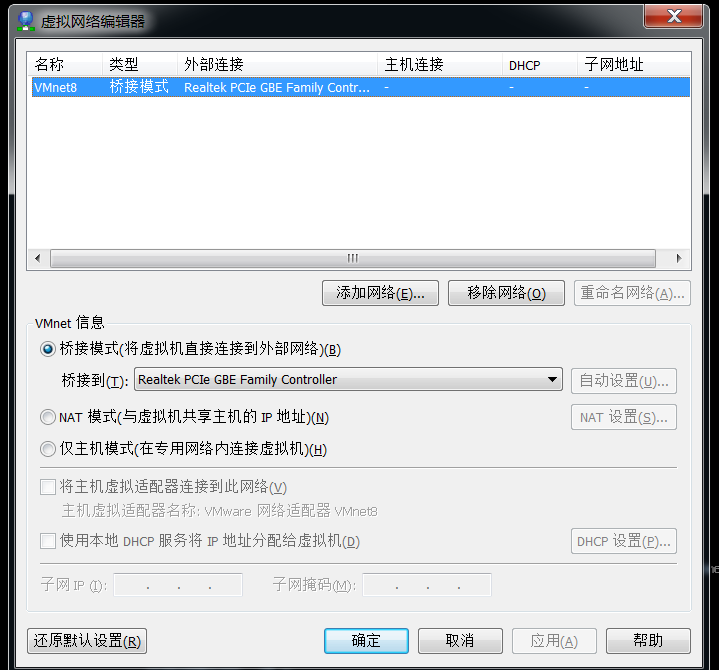 虚拟网络编辑器
名称 类型 外部连接 主机连接 DHCP 子网地址
VMnet8 桥接模式 Realtek PCIe GBE Family Contr... - - -
添加网络(E)... 移除网络(O) 重命名网络(A)...
VMnet 信息
桥接模式(将虚拟机直接连接到外部网络)(B)
桥接到(T): Realtek PCIe GBE Family Controller 自动设置(U)...
NAT 模式(与虚拟机共享主机的 IP 地址)(N) NAT 设置(S)...
仅主机模式(在专用网络内连接虚拟机)(H)
将主机虚拟适配器连接到此网络(V)
主机虚拟适配器名称: VMware 网络适配器 VMnet8
使用本地 DHCP 服务将 IP 地址分配给虚拟机(D) DHCP 设置(P)...
子网 IP (I): . . . 子网掩码(M): . . .
还原默认设置(R) 确定 取消 应用(A) 帮助